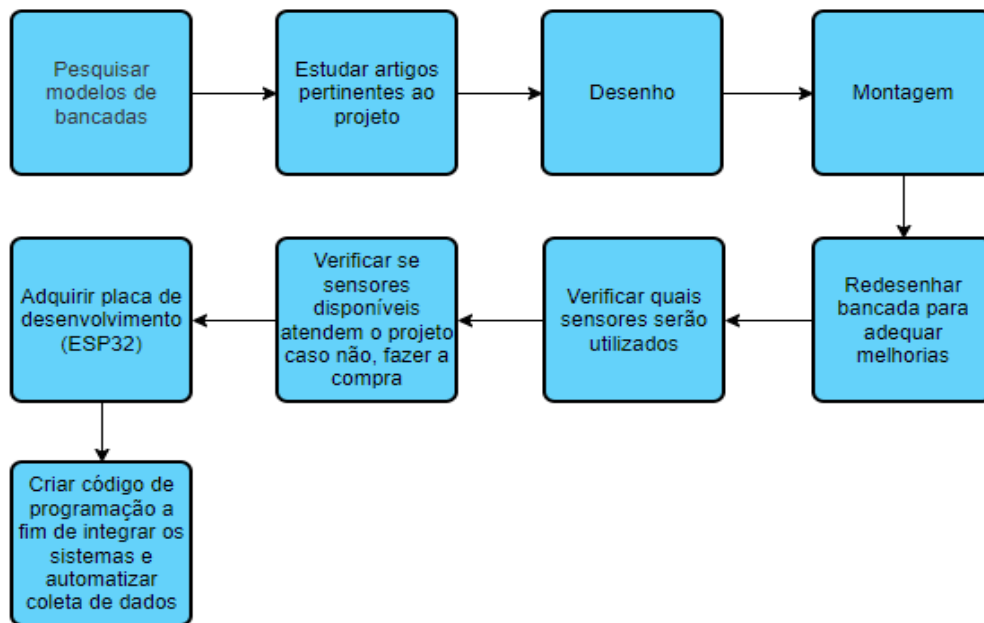 Pesquisar
modelos de
bancadas
Estudar artigos
pertinentes ao
projeto
Desenho
Montagem
Redesenhar
bancada para
adequar
melhorias
Verificar quais
sensores serão
utilizados
Verificar se
sensores
disponíveis
atendem o projeto
caso não, fazer a
compra
Adquirir placa de
desenvolvimento
(ESP32)
Criar código de
programação a
fim de integrar os
sistemas e
automatizar
coleta de dados